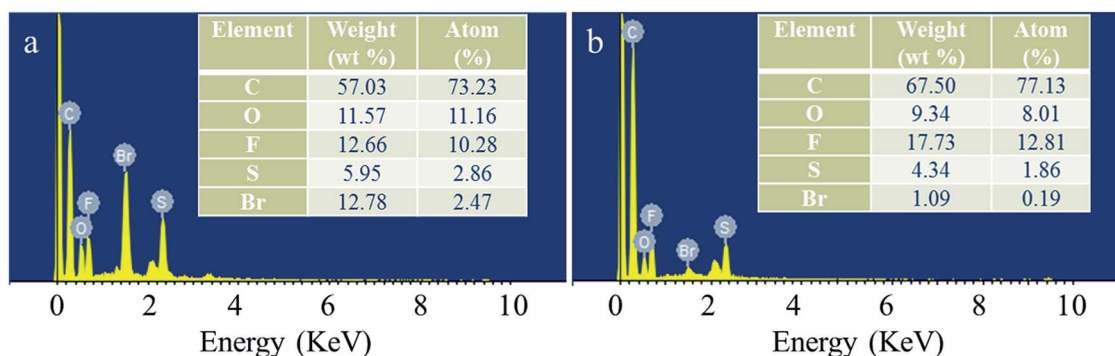 a
Element Weight (wt %) Atom (%)
C 57.03 73.23
O 11.57 11.16
F 12.66 10.28
S 5.95 2.86
Br 12.78 2.47
C
O
F
Br
S
0 2 4 6 8 10
Energy (KeV)
b
Element Weight (wt %) Atom (%)
C 67.50 77.13
O 9.34 8.01
F 17.73 12.81
S 4.34 1.86
Br 1.09 0.19
C
O
F
Br
S
0 2 4 6 8 10
Energy (KeV)